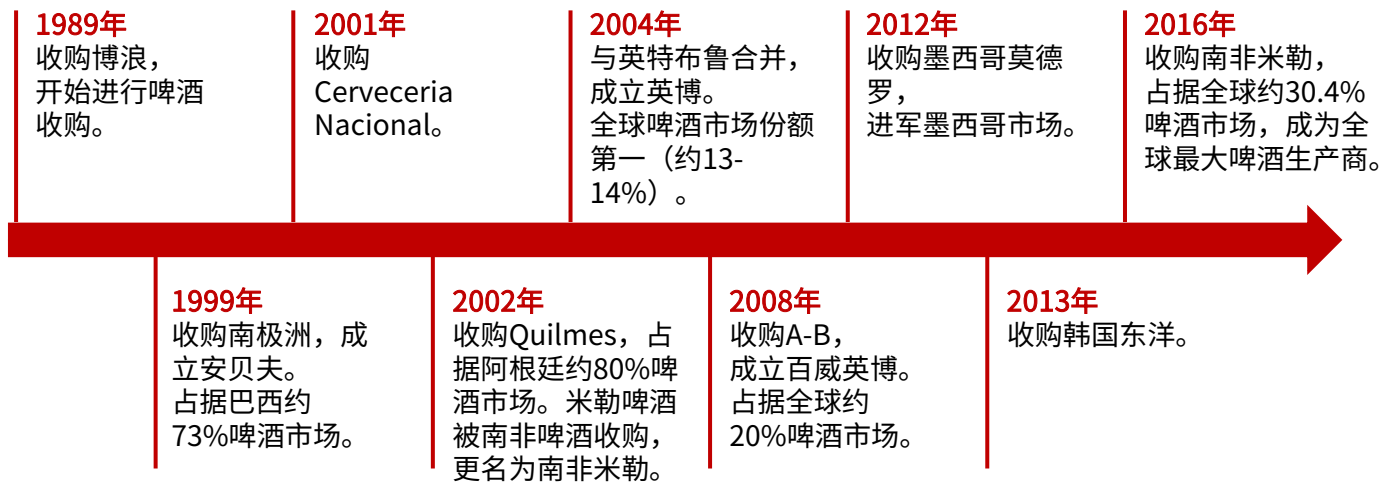 1989年
收购博浪，
开始进行啤酒
收购。
2001年
收购
Cerveceria
Nacional。
2004年
与英特布鲁合并，
成立英博。
全球啤酒市场份额
第一（约13-
14%）。
2012年
收购墨西哥莫德
罗，
进军墨西哥市场。
2016年
收购南非米勒，
占据全球约30.4%
啤酒市场，成为全
球最大啤酒生产商。
1999年
收购南极洲，成
立安贝夫。
占据巴西约
73%啤酒市场。
2002年
收购Quilmes，占
据阿根廷约80%啤
酒市场。米勒啤酒
被南非啤酒收购，
更名为南非米勒。
2008年
收购A-B，
成立百威英博。
占据全球约
20%啤酒市场。
2013年
收购韩国东洋。